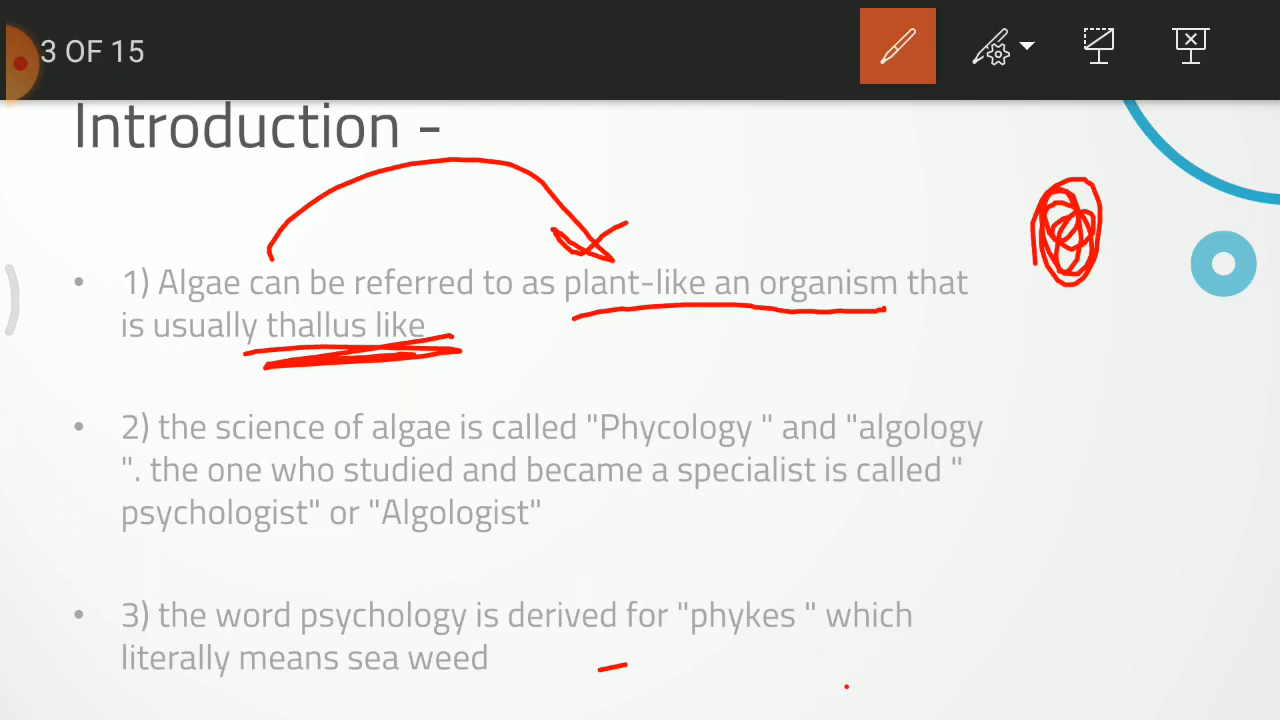 3 OF 15
Introduction -
• 1) Algae can be referred to as plant-like an organism that
is usually thallus like
• 2) the science of algae is called "Phycology " and "algology
". the one who studied and became a specialist is called "
psychologist" or "Algologist"
• 3) the word psychology is derived for "phykes " which
literally means sea weed